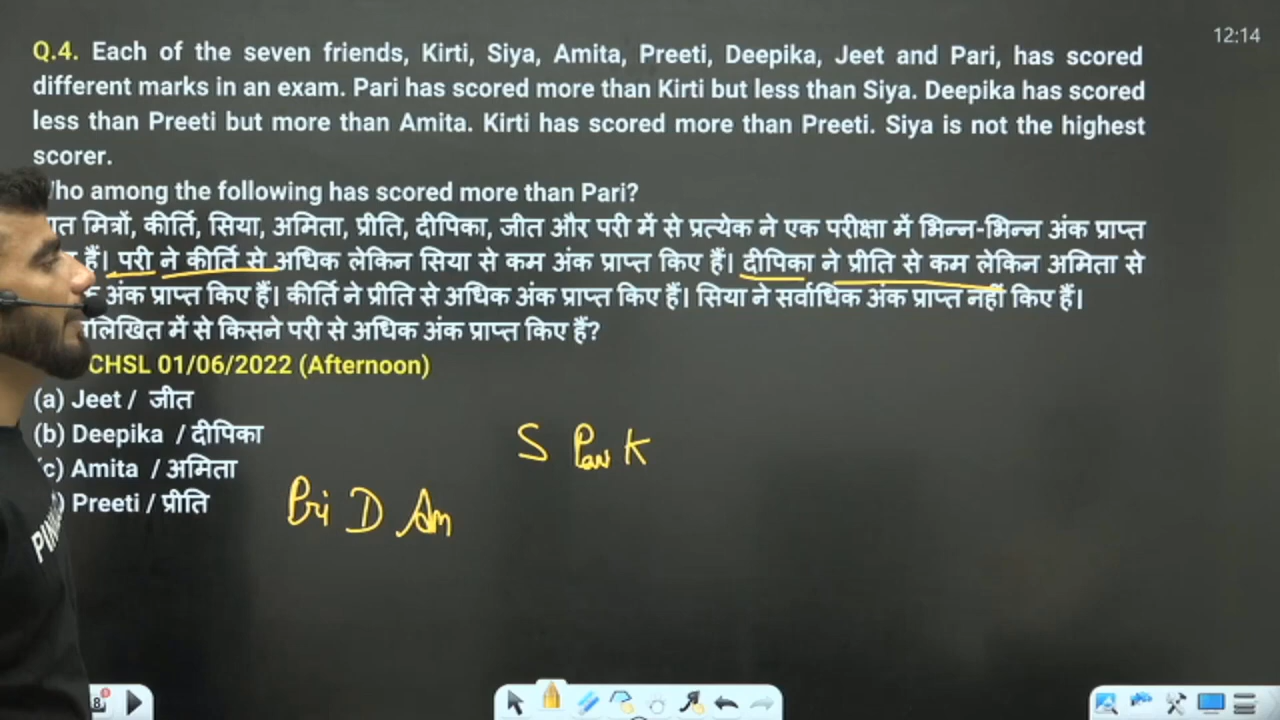 12:14
Q.4. Each of the seven friends, Kirti, Siya, Amita, Preeti, Deepika, Jeet and Pari, has scored
different marks in an exam. Pari has scored more than Kirti but less than Siya. Deepika has scored
less than Preeti but more than Amita. Kirti has scored more than Preeti. Siya is not the highest
scorer.
ho among the following has scored more than Pari?
त मित्रों, कीर्ति, सिया, अमिता, प्रीति, दीपिका, जीत और परी में से प्रत्येक ने एक परीक्षा में भिन्न-भिन्न अंक प्राप्त
हैं। परी ने कीर्ति से अधिक लेकिन सिया से कम अंक प्राप्त किए हैं। दीपिका ने प्रीति से कम लेकिन अमिता से
अंक प्राप्त किए हैं। कीर्ति ने प्रीति से अधिक अंक प्राप्त किए हैं। सिया ने सर्वाधिक अंक प्राप्त नहीं किए हैं।
लिखित में से किसने परी से अधिक अंक प्राप्त किए हैं?
CHSL 01/06/2022 (Afternoon)
(a) Jeet / जीत
(b) Deepika / दीपिका
c) Amita / अमिता
) Preeti / प्रीति
S Par K
Pri D Am